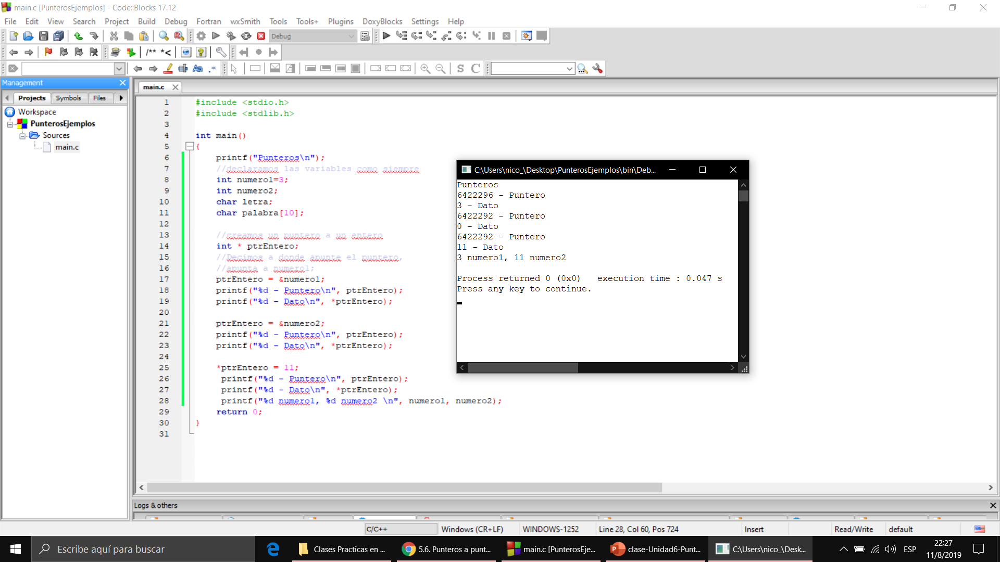 main.c [PunterosEjemplos] - Code::Blocks 17.12
File Edit View Search Project Build Debug Fortran wxSmith Tools Tools+ Plugins DoxyBlocks Settings Help
Debug
/** *<
Management
Projects Symbols Files
Workspace
PunterosEjemplos
Sources
main.c
main.c
1 #include <stdio.h>
2 #include <stdlib.h>
3
4 int main()
5 {
6 printf("Punteros\n");
7 //declaramos las variables como siempre
8 int numero1=3;
9 int numero2;
10 char letra;
11 char palabra[10];
12
13 //creamos un puntero a un entero
14 int * ptrEntero;
15 //Decimos a donde apunte el puntero,
16 //apunta a numero1;
17 ptrEntero = &numero1;
18 printf("%d - Puntero\n", ptrEntero);
19 printf("%d - Dato\n", *ptrEntero);
20
21 ptrEntero = &numero2;
22 printf("%d - Puntero\n", ptrEntero);
23 printf("%d - Dato\n", *ptrEntero);
24
25 *ptrEntero = 11;
26 printf("%d - Puntero\n", ptrEntero);
27 printf("%d - Dato\n", *ptrEntero);
28 printf("%d numero1, %d numero2 \n", numero1, numero2);
29 return 0;
30 }
31
C:\Users\nico_\Desktop\PunterosEjemplos\bin\Deb...
Punteros
6422296 - Puntero
3 - Dato
6422292 - Puntero
0 - Dato
6422292 - Puntero
11 - Dato
3 numero1, 11 numero2
Process returned 0 (0x0) execution time : 0.047 s
Press any key to continue.
Logs & others
C/C++ Windows (CR+LF) WINDOWS-1252 Line 28, Col 60, Pos 724 Insert Read/Write default
Escribe aquí para buscar
Clases Practicas en ...
5.6. Punteros a punt...
main.c [PunterosEje...
clase-Unidad6-Punt...
C:\Users\nico_\Desk...
ESP
22:27
11/8/2019